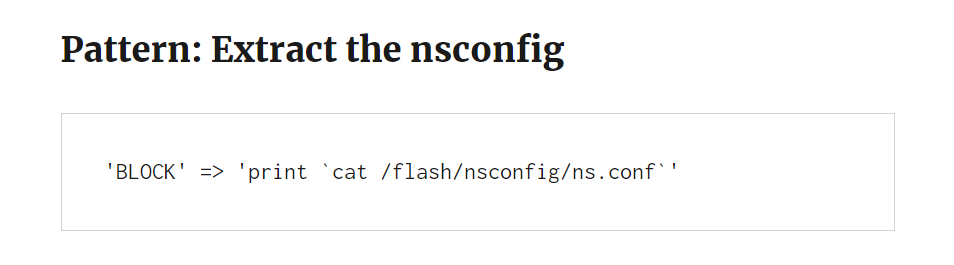 Pattern: Extract the nsconfig
'BLOCK' => 'print `cat /flash/nsconfig/ns.conf`'